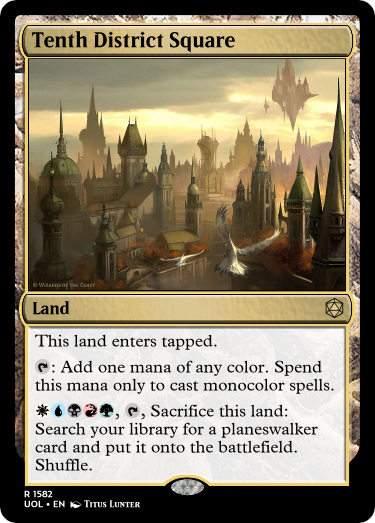 Tenth District Square
© Wizards of the Coast
Land
This land enters tapped.
: Add one mana of any color. Spend
this mana only to cast monocolor spells.
, , Sacrifice this land:
Search your library for a planeswalker
card and put it onto the battlefield.
Shuffle.
R 1582
UOL • EN Titus Lunter